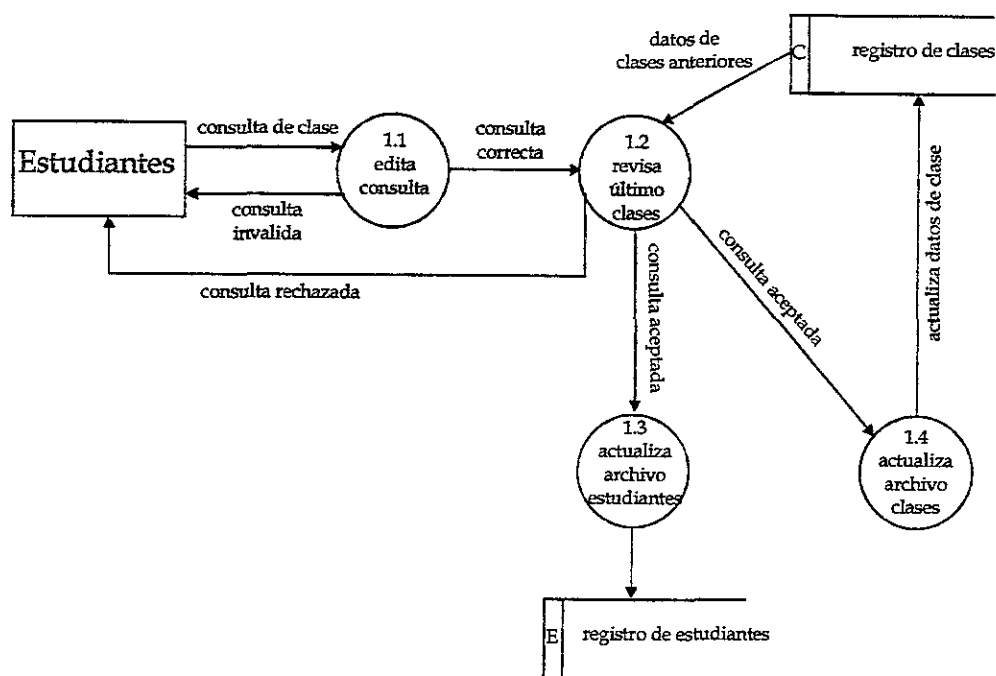 datos de
clases anteriores
C
registro de clases
Estudiantes
consulta de clase
1.1
edita
consulta
consulta
correcta
1.2
revisa
último
clases
consulta
invalida
consulta rechazada
consulta aceptada
consulta aceptada
actualiza datos de clase
1.3
actualiza
archivo
estudiantes
1.4
actualiza
archivo
clases
E
registro de estudiantes